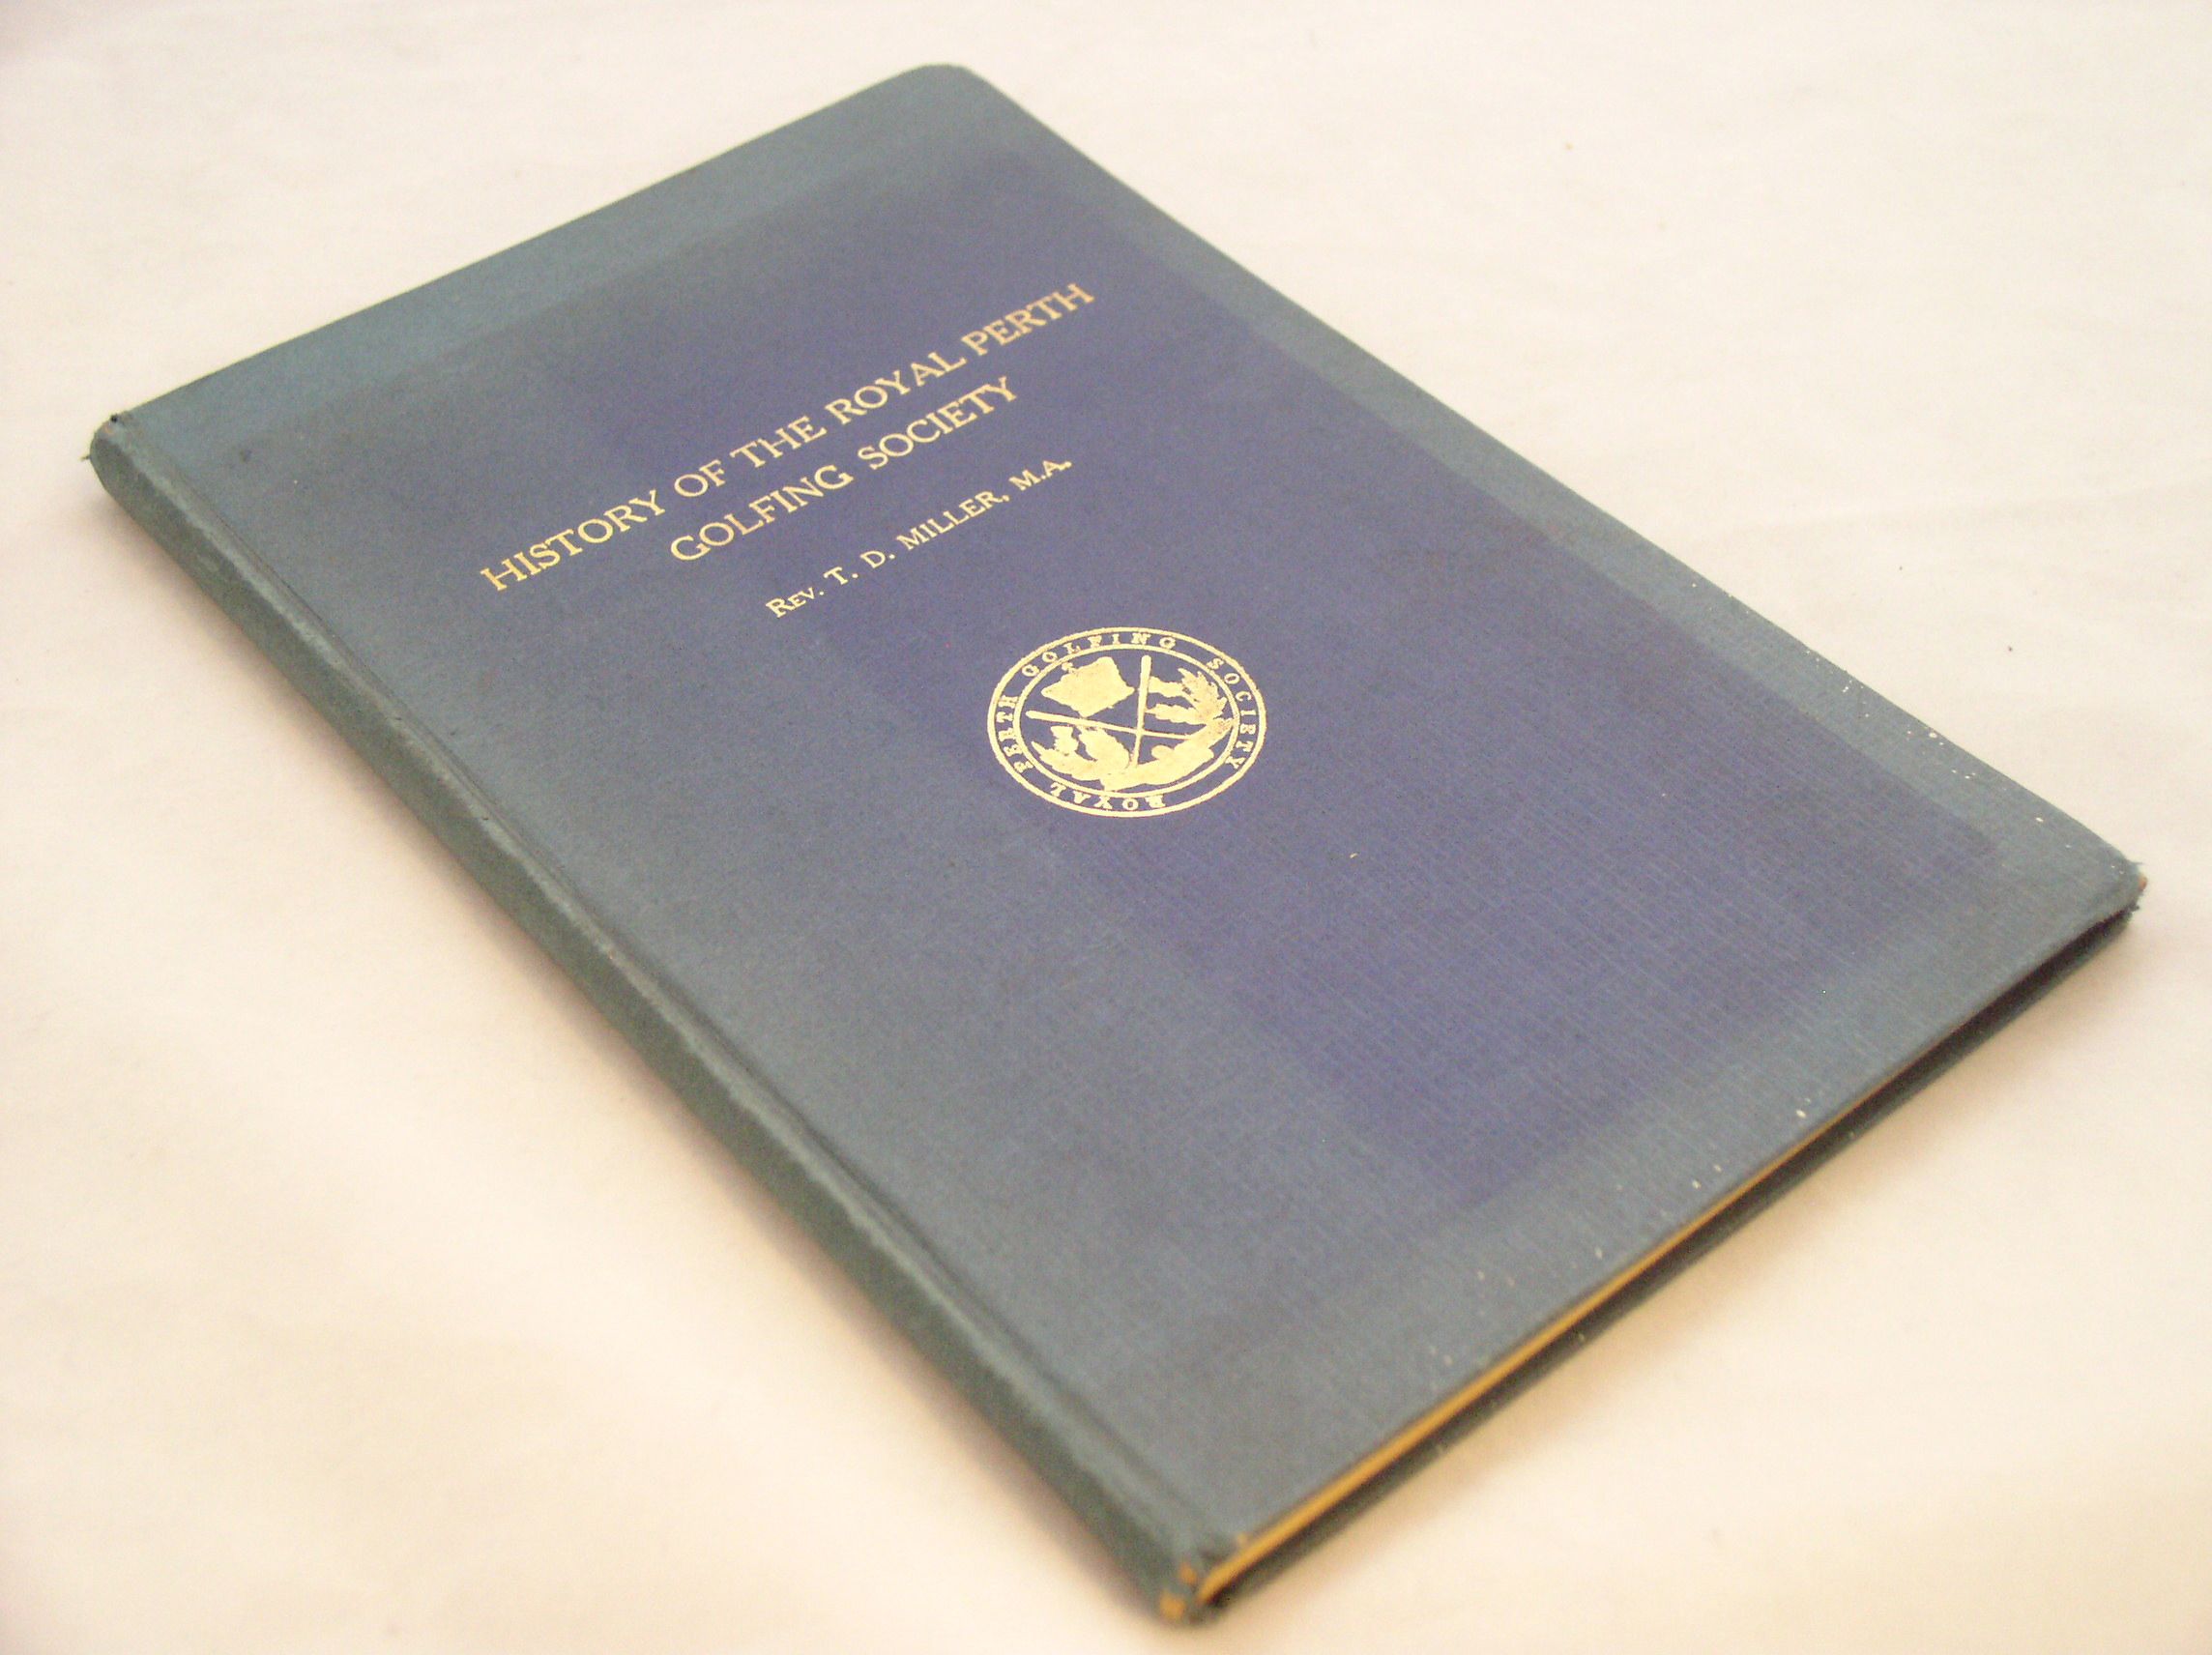 HISTORY OF THE ROYAL PERTH
GOLFING SOCIETY
REV. T. D. MILLER, M.A.
ROYAL PERTH GOLFING SOCIETY